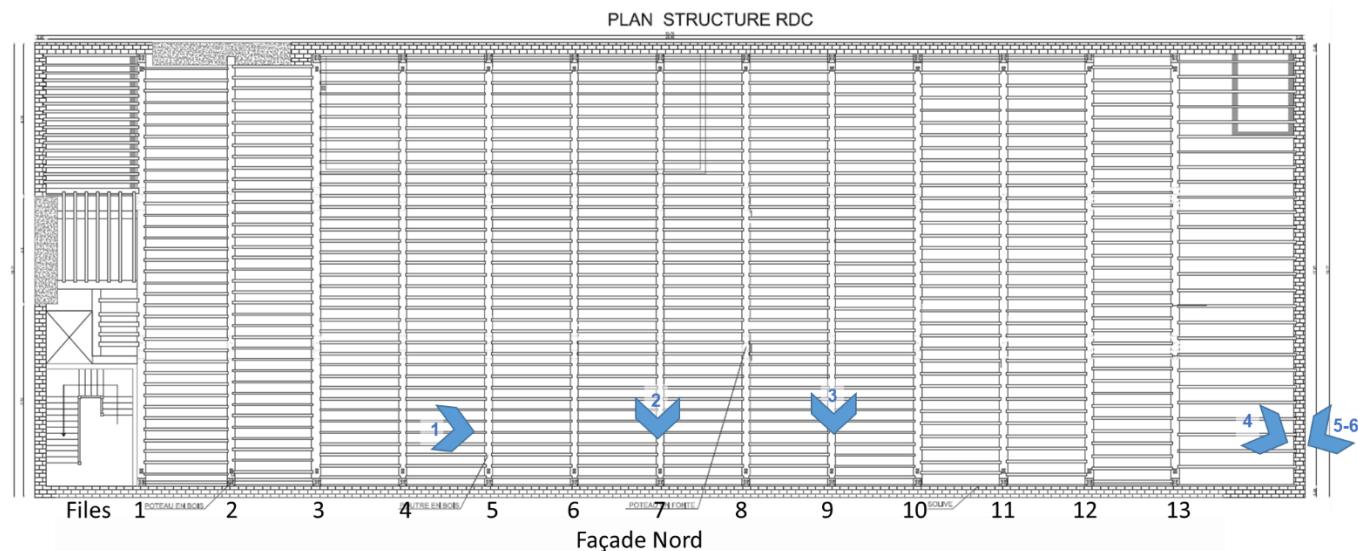 PLAN STRUCTURE RDC
2
3
1
4
5-6
Files 1 2 3 4 5 6 7 8 9 10 11 12 13
POTEAU EN BOIS POUTRE EN BOIS POTEAU EN FONTE SOLIVE
Façade Nord